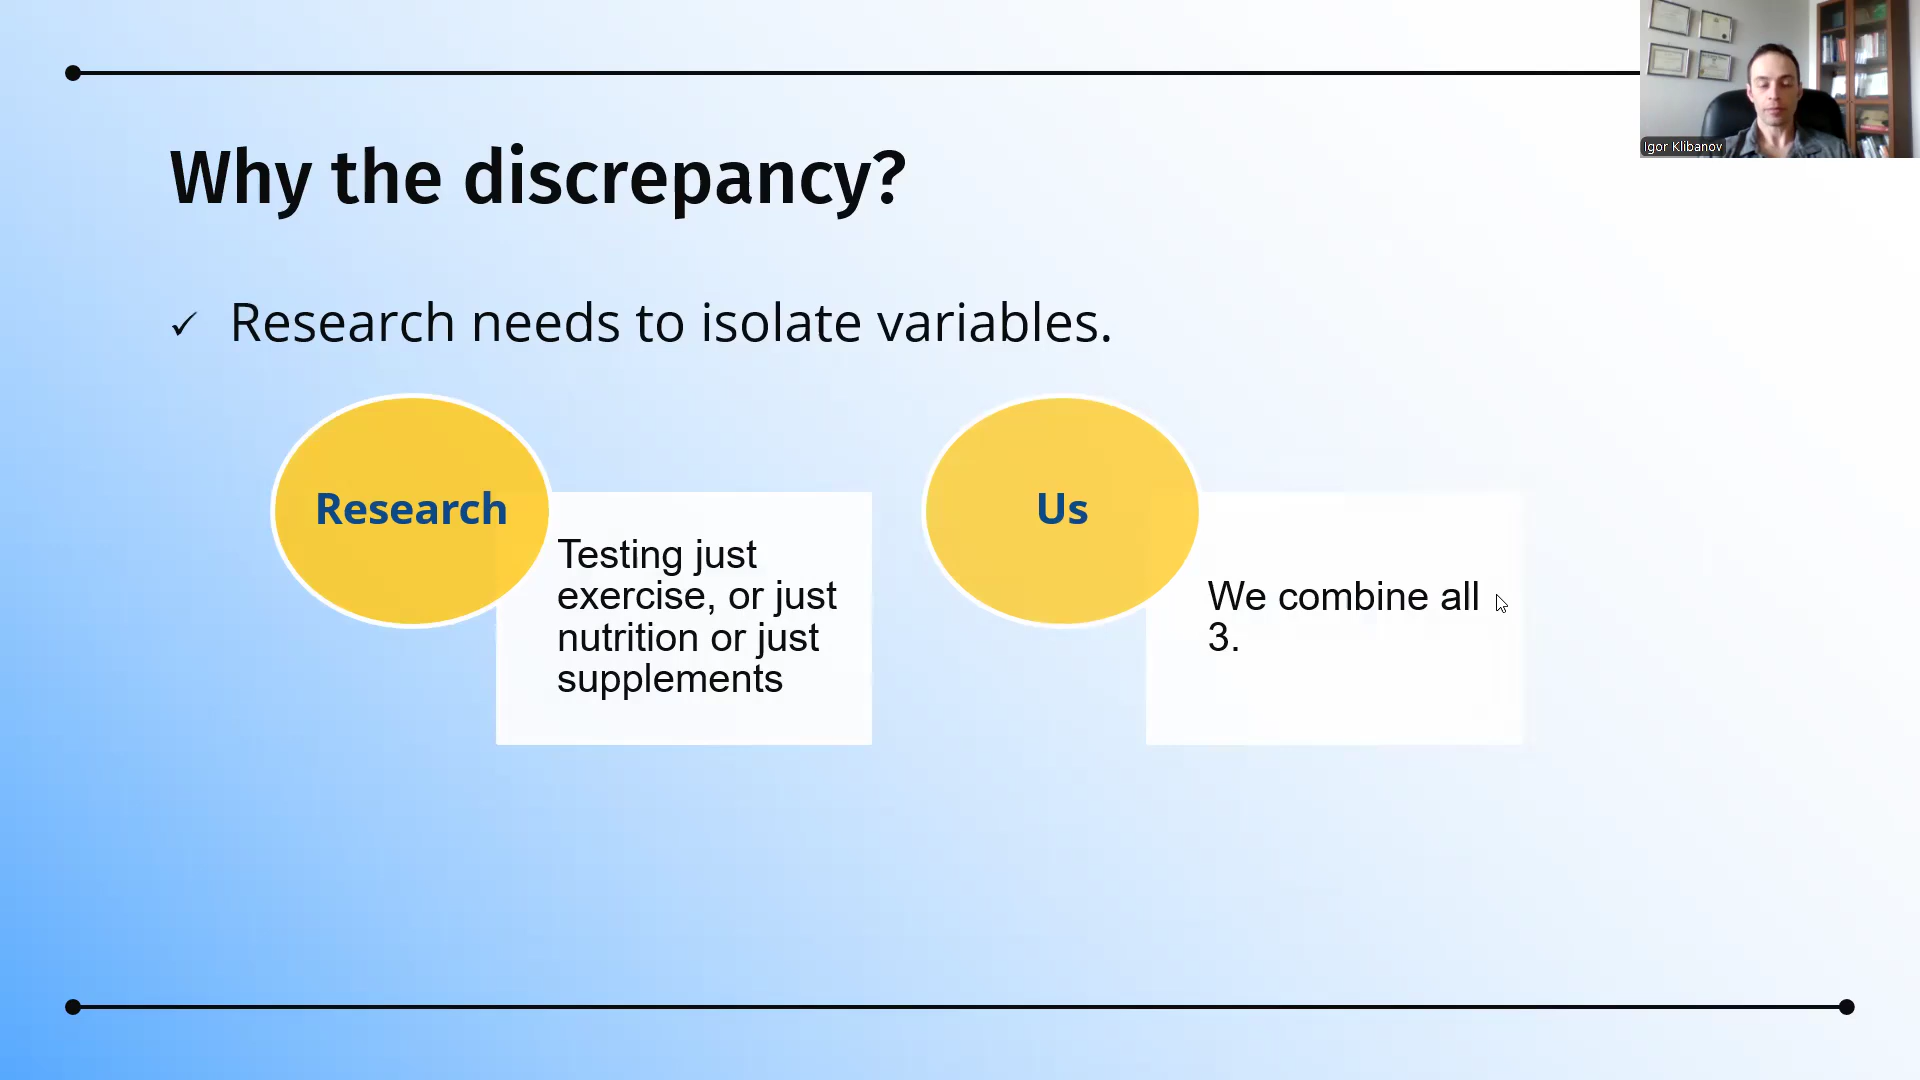 Igor Klibanov
Why the discrepancy?
✓ Research needs to isolate variables.
Research
Testing just
exercise, or just
nutrition or just
supplements
Us
We combine all
3.